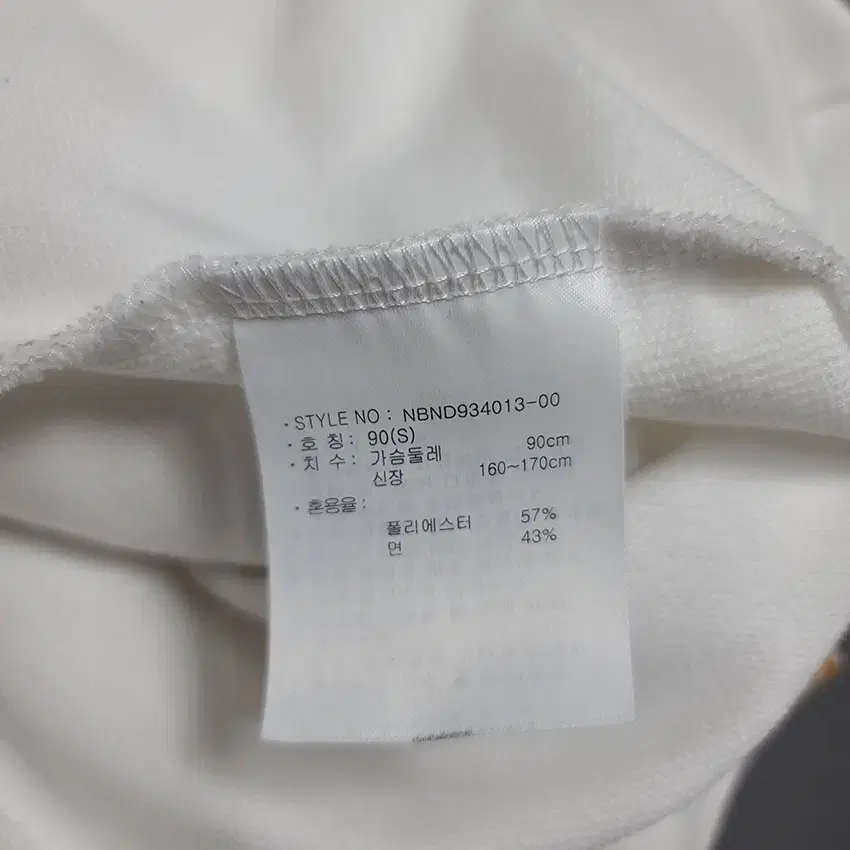 · STYLE NO : NBND934013-00
· 호 칭 : 90(S)
· 치 수 : 가슴둘레 90cm
신장 160~170cm
· 혼용율 :
폴리에스터 57%
면 43%